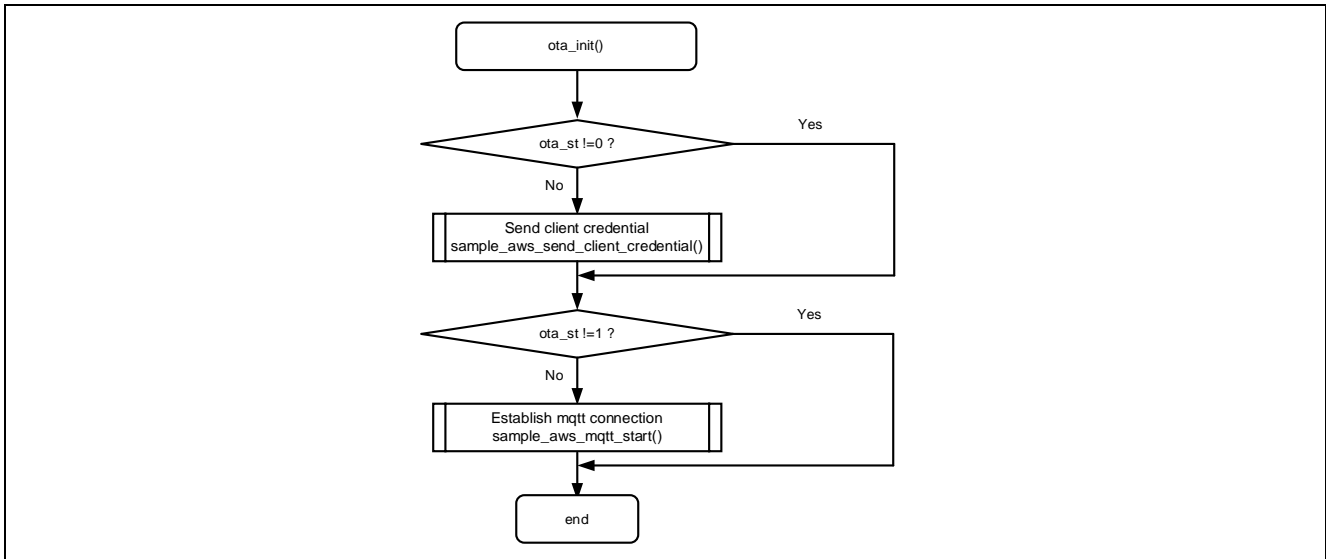 ota_init()
ota_st !=0 ?
Yes
No
Send client credential
sample_aws_send_client_credential()
ota_st !=1 ?
Yes
No
Establish mqtt connection
sample_aws_mqtt_start()
end